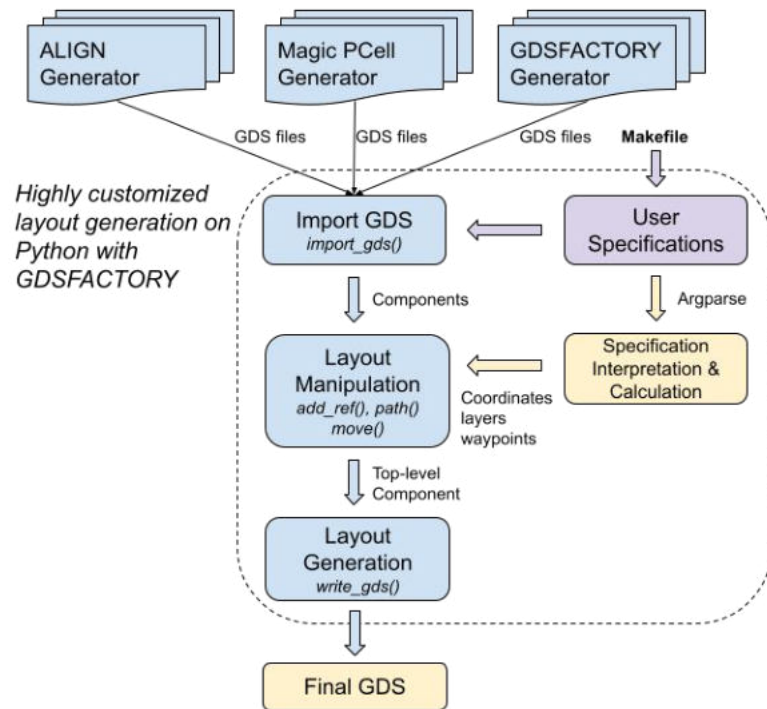 ALIGN
Generator
Magic PCell
Generator
GDSFACTORY
Generator
GDS files
GDS files
GDS files
Makefile
Highly customized
layout generation on
Python with
GDSFACTORY
Import GDS
import_gds()
User
Specifications
Components
Argparse
Layout
Manipulation
add_ref(), path()
move()
Specification
Interpretation &
Calculation
Coordinates
layers
waypoints
Top-level
Component
Layout
Generation
write_gds()
Final GDS